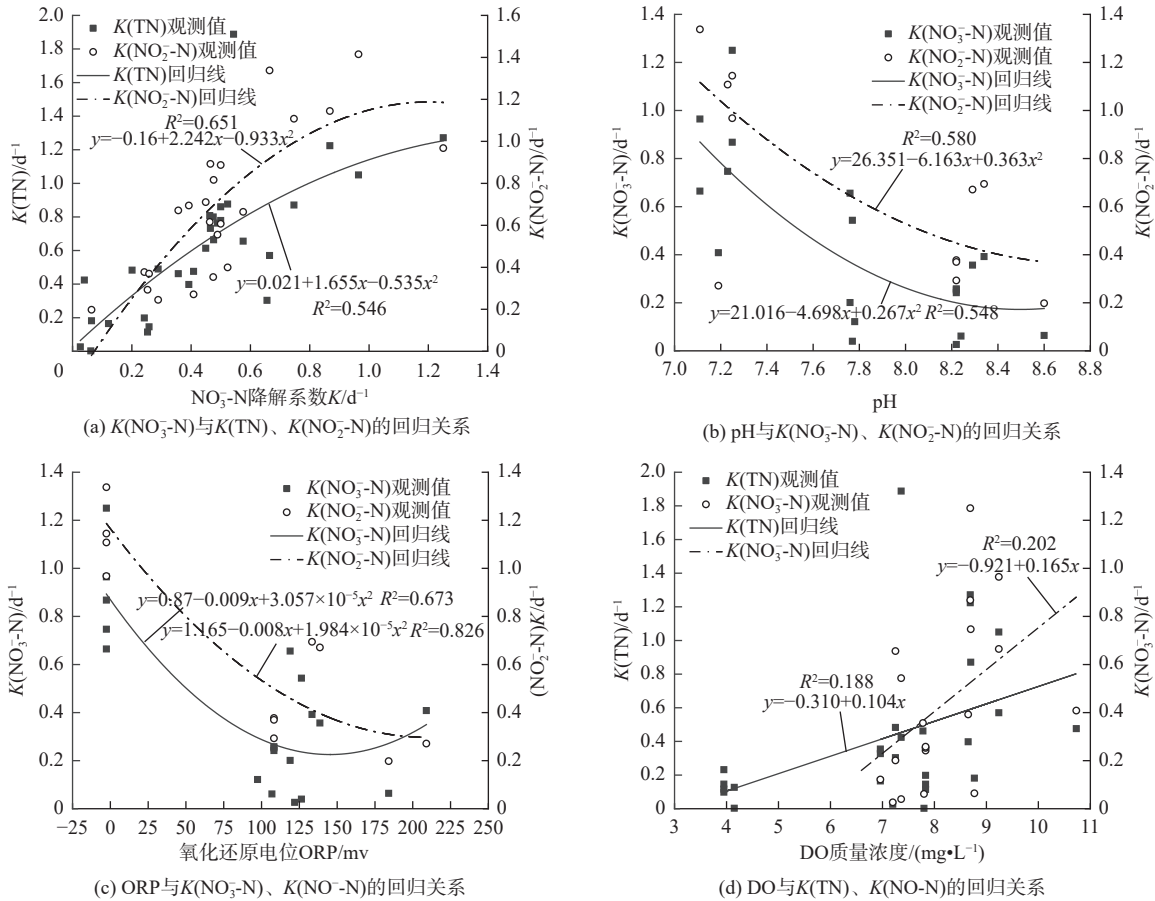 K(TN)观测值
K(NO₂⁻-N)观测值
K(TN)回归线
K(NO₂⁻-N)回归线
R²=0.651
y=−0.16+2.242x−0.933x²
y=0.021+1.655x−0.535x²
R²=0.546
K(TN)/d⁻¹
2.0
1.8
1.6
1.4
1.2
1.0
0.8
0.6
0.4
0.2
K(NO₂⁻-N)/d⁻¹
1.6
1.4
1.2
1.0
0.8
0.6
0.4
0.2
0
0 0.2 0.4 0.6 0.8 1.0 1.2 1.4
NO₃⁻-N降解系数K/d⁻¹
(a) K(NO₃⁻-N)与K(TN)、K(NO₂⁻-N)的回归关系
K(NO₃⁻-N)观测值
K(NO₂⁻-N)观测值
K(NO₃⁻-N)回归线
K(NO₂⁻-N)回归线
R²=0.580
y=26.351−6.163x+0.363x²
y=21.016−4.698x+0.267x² R²=0.548
K(NO₃⁻-N)/d⁻¹
1.4
1.2
1.0
0.8
0.6
0.4
0.2
0
K(NO₂⁻-N)/d⁻¹
1.4
1.2
1.0
0.8
0.6
0.4
0.2
0
7.0 7.2 7.4 7.6 7.8 8.0 8.2 8.4 8.6 8.8
pH
(b) pH与K(NO₃⁻-N)、K(NO₂⁻-N)的回归关系
K(NO₃⁻-N)观测值
K(NO₂⁻-N)观测值
K(NO₃⁻-N)回归线
K(NO₂⁻-N)回归线
y=0.87−0.009x+3.057×10⁻⁵x² R²=0.673
y=1.165−0.008x+1.984×10⁻⁵x² R²=0.826
K(NO₃⁻-N)/d⁻¹
1.4
1.2
1.0
0.8
0.6
0.4
0.2
0
(NO₂⁻-N)K/d⁻¹
1.4
1.2
1.0
0.8
0.6
0.4
0.2
0
−25 0 25 50 75 100 125 150 175 200 225 250
氧化还原电位ORP/mv
(c) ORP与K(NO₃⁻-N)、K(NO⁻-N)的回归关系
K(TN)观测值
K(NO₃⁻-N)观测值
K(TN)回归线
K(NO₃⁻-N)回归线
R²=0.202
y=−0.921+0.165x
R²=0.188
y=−0.310+0.104x
K(TN)/d⁻¹
2.0
1.8
1.6
1.4
1.2
1.0
0.8
0.6
0.4
0.2
0
K(NO₃⁻-N)/d⁻¹
1.4
1.2
1.0
0.8
0.6
0.4
0.2
0
3 4 5 6 7 8 9 10 11
DO质量浓度/(mg•L⁻¹)
(d) DO与K(TN)、K(NO-N)的回归关系